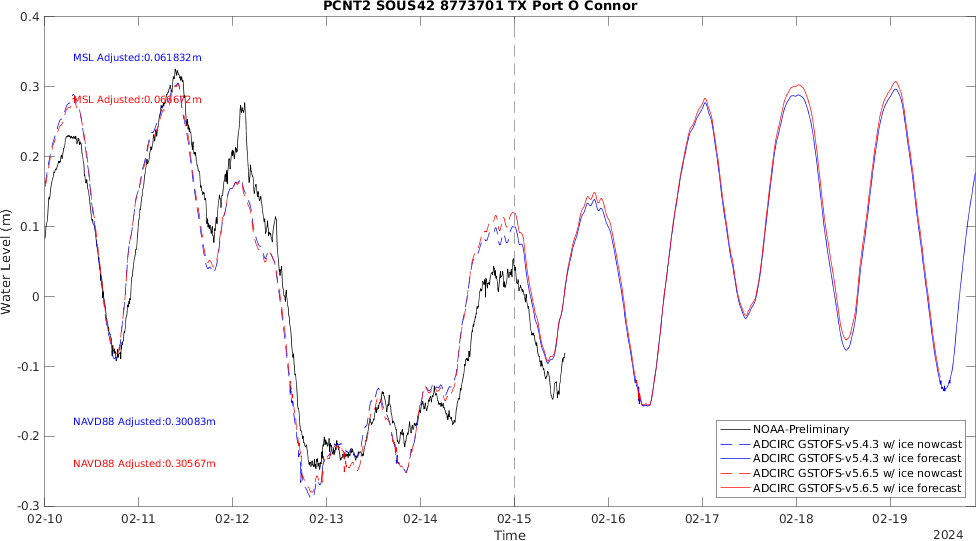 PCNT2 SOUS42 8773701 TX Port O Connor
0.4
0.3
0.2
0.1
0
-0.1
-0.2
-0.3
Water Level (m)
MSL Adjusted:0.061832m
MSL Adjusted:0.066672m
NAVD88 Adjusted:0.30083m
NAVD88 Adjusted:0.30567m
NOAA-Preliminary
ADCIRC GSTOFS-v5.4.3 w/ ice nowcast
ADCIRC GSTOFS-v5.4.3 w/ ice forecast
ADCIRC GSTOFS-v5.6.5 w/ ice nowcast
ADCIRC GSTOFS-v5.6.5 w/ ice forecast
02-10 02-11 02-12 02-13 02-14 02-15 02-16 02-17 02-18 02-19
Time
2024